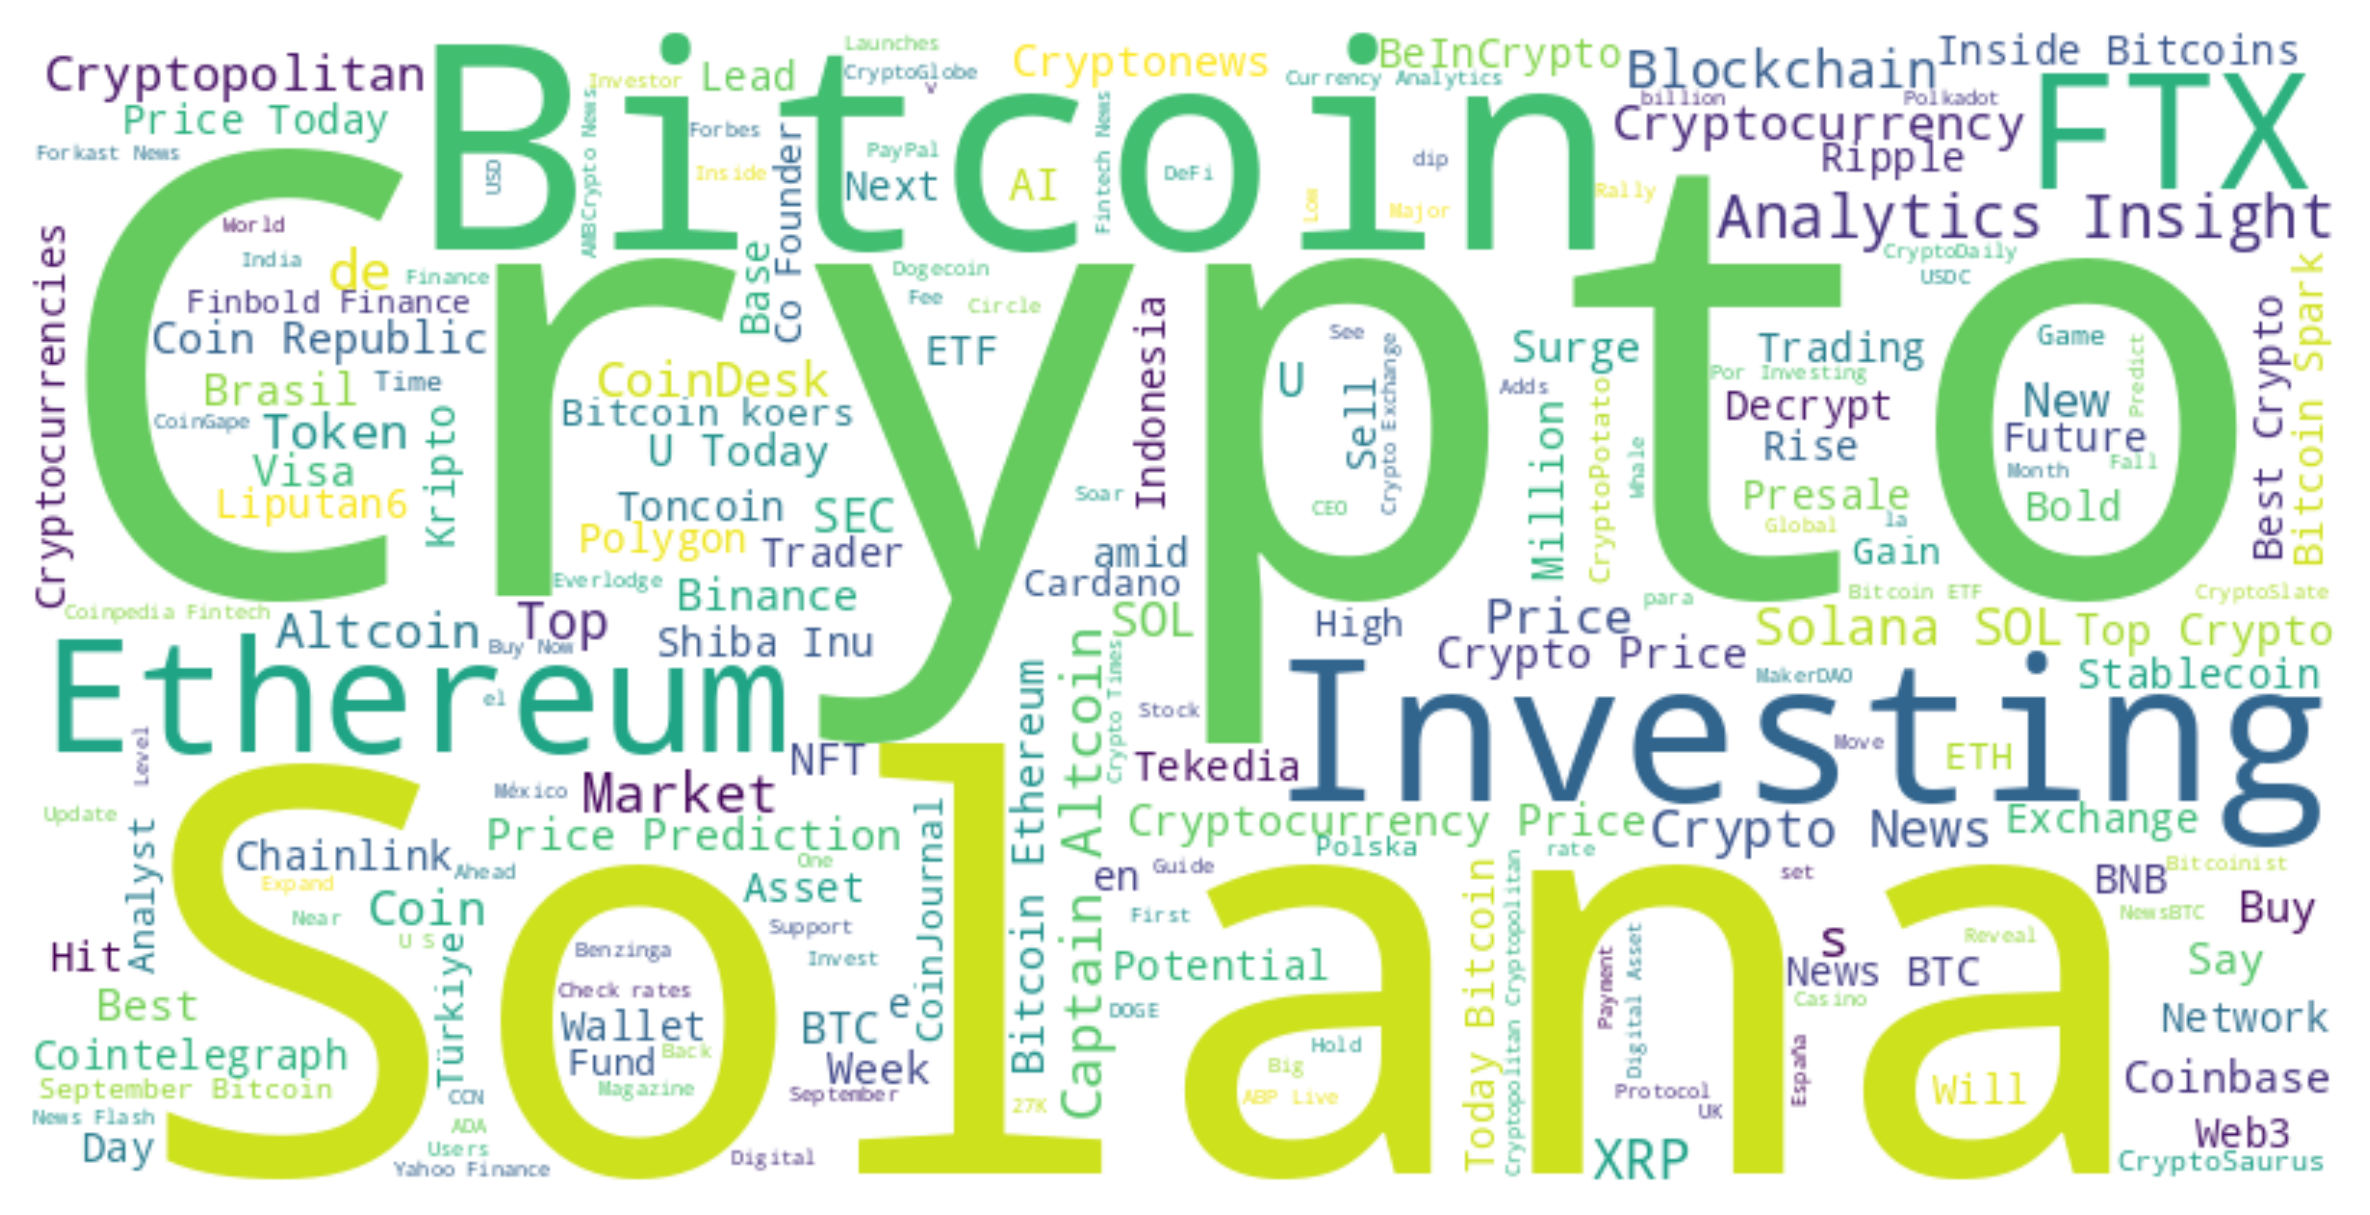 Bitcoin
Crypto
Solana
Ethereum
Investing
FTX
Cryptopolitan
Price Today
Forkast News
Investor
Lead
Launches
CryptoGlobe
v
Cryptonews
Currency Analytics
BeInCrypto
Blockchain
Inside Bitcoins
billion
Polkadot
Cryptocurrency
Ripple
Analytics Insight
AMBCrypto News
Forbes
Inside
USD
Co Founder
PayPal
Next
AI
Fintech News
DeFi
Low
dip
Major
Rally
CryptoDaily
USDC
World
India
de
Finance
Finbold Finance
Coin Republic
Cryptocurrencies
Base
Dogecoin
Fee
Circle
ETF
Indonesia
See
U
Sell
Crypto Exchange
Surge
Adds
Trading
Por Investing
Game
Predict
Best Crypto
Bitcoin Spark
Brasil
Time
CoinGape
Token
Visa
Liputan6
Kripto
CoinDesk
Bitcoin koers
U Today
Toncoin
SEC
Polygon
Trader
Everlodge
Binance
Soar
amid
Cardano
CEO
Million
CryptoPotato
Whale
Decrypt
Rise
Presale
Global
la
Gain
New
Future
Month
Fall
Bold
Coinpedia Fintech
Altcoin
Top
Buy Now
Shiba Inu
SOL
High
Price
para
Crypto Price
Bitcoin ETF
CryptoSlate
Solana SOL
Top Crypto
MakerDAO
Stablecoin
el
Bitcoin Ethereum
Captain Altcoin
Crypto Times
Stock
Tekedia
Move
ETH
Level
NFT
México
Market
Update
Analyst
Price Prediction
Chainlink
Ahead
Expand
One
Asset
CoinJournal
Cryptocurrency Price
Polska
rate
Crypto News
Exchange
en
Guide
First
set
BNB
Bitcoinist
Near
Coin
U S
Türkiye
Support
Benzinga
Invest
Hit
Best
Check rates
Wallet
Fund
Back
Magazine
BTC
e
Week
September
Potential
DOGE
Today Bitcoin
Cryptopolitan Cryptopolitan
Payment
Digital Asset
s
News BTC
Casino
Reveal
NewsBTC
Buy
Say
Network
Cointelegraph
September Bitcoin
News Flash
CCN
ADA
Day
Users
Yahoo Finance
Digital
27K
Hold
Big
ABP Live
Protocol
UK
España
Will
Coinbase
Web3
XRP
CryptoSaurus